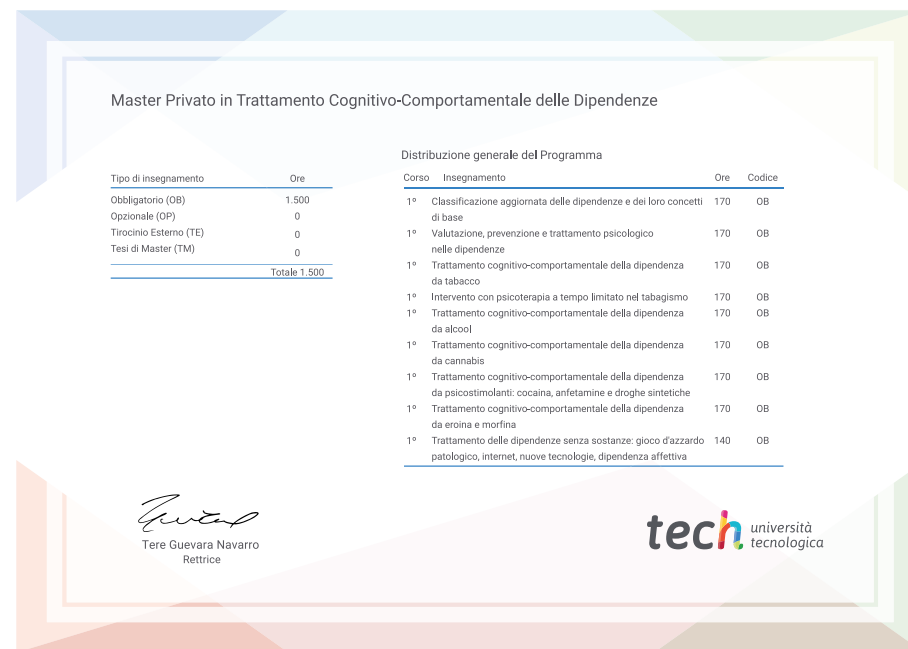 Master Privato in Trattamento Cognitivo-Comportamentale delle Dipendenze
Tipo di insegnamento Ore
Obbligatorio (OB) 1.500
Opzionale (OP) 0
Tirocinio Esterno (TE) 0
Tesi di Master (TM) 0
Totale 1.500
Distribuzione generale del Programma
Corso Insegnamento Ore Codice
1º Classificazione aggiornata delle dipendenze e dei loro concetti 170 OB
di base
1º Valutazione, prevenzione e trattamento psicologico 170 OB
nelle dipendenze
1º Trattamento cognitivo-comportamentale della dipendenza 170 OB
da tabacco
1º Intervento con psicoterapia a tempo limitato nel tabagismo 170 OB
1º Trattamento cognitivo-comportamentale della dipendenza 170 OB
da alcool
1º Trattamento cognitivo-comportamentale della dipendenza 170 OB
da cannabis
1º Trattamento cognitivo-comportamentale della dipendenza 170 OB
da psicostimolanti: cocaina, anfetamine e droghe sintetiche
1º Trattamento cognitivo-comportamentale della dipendenza 170 OB
da eroina e morfina
1º Trattamento delle dipendenze senza sostanze: gioco d'azzardo 140 OB
patologico, internet, nuove tecnologie, dipendenza affettiva
Tere Guevara Navarro
Rettrice
tech università
tecnologica